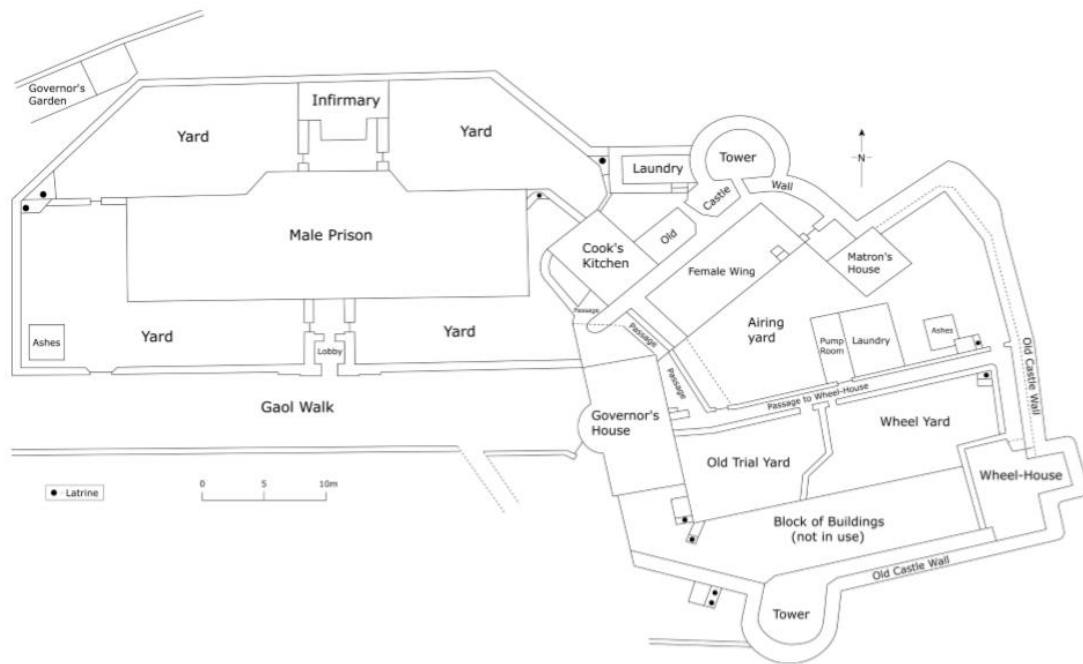 Governor's
Garden
Infirmary
Yard
Yard
Laundry
Tower
N
Wall
Castle
Old
Male Prison
Cook's
Kitchen
Female Wing
Matron's
House
Passage
Passage
Passage
Airing
yard
Pump
Room
Laundry
Ashes
Old Castle Wall
Ashes
Yard
Lobby
Yard
Gaol Walk
Governor's
House
Passage to Wheel-House
Wheel Yard
Old Trial Yard
Wheel-House
Latrine
0 5 10m
Block of Buildings
(not in use)
Old Castle Wall
Tower